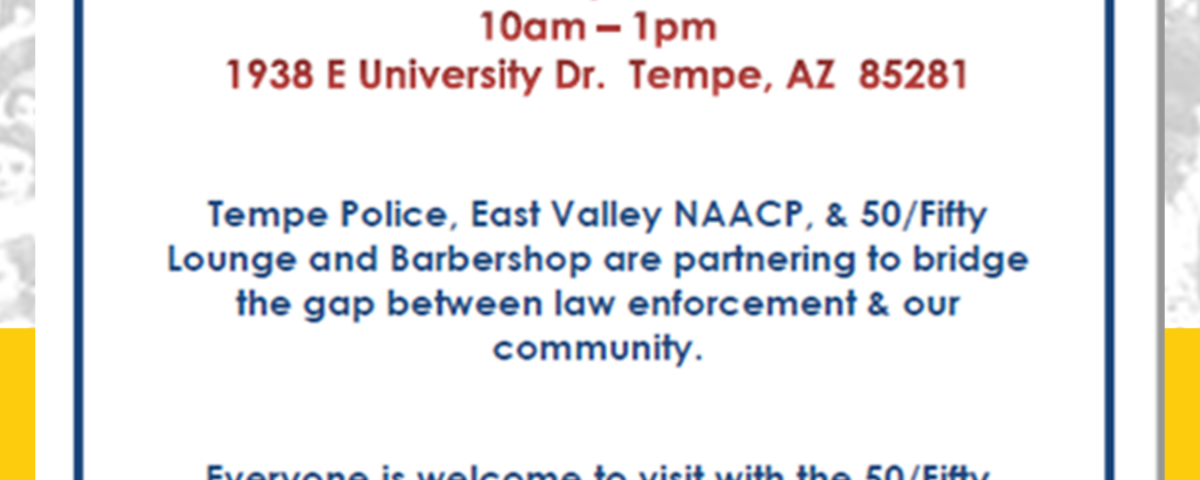 10am – 1pm
1938 E University Dr.  Tempe, AZ  85281
Tempe Police, East Valley NAACP, & 50/Fifty
Lounge and Barbershop are partnering to bridge
the gap between law enforcement & our
community.
Everyone is welcome to visit with the 50/Fifty